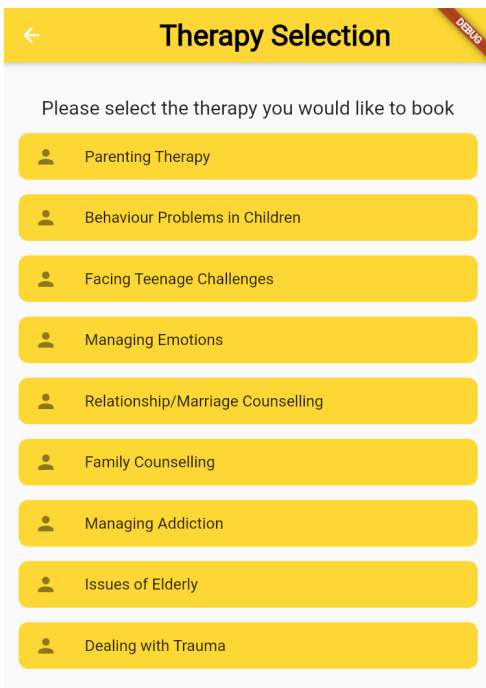 Therapy Selection
DEBUG
Please select the therapy you would like to book
Parenting Therapy
Behaviour Problems in Children
Facing Teenage Challenges
Managing Emotions
Relationship/Marriage Counselling
Family Counselling
Managing Addiction
Issues of Elderly
Dealing with Trauma